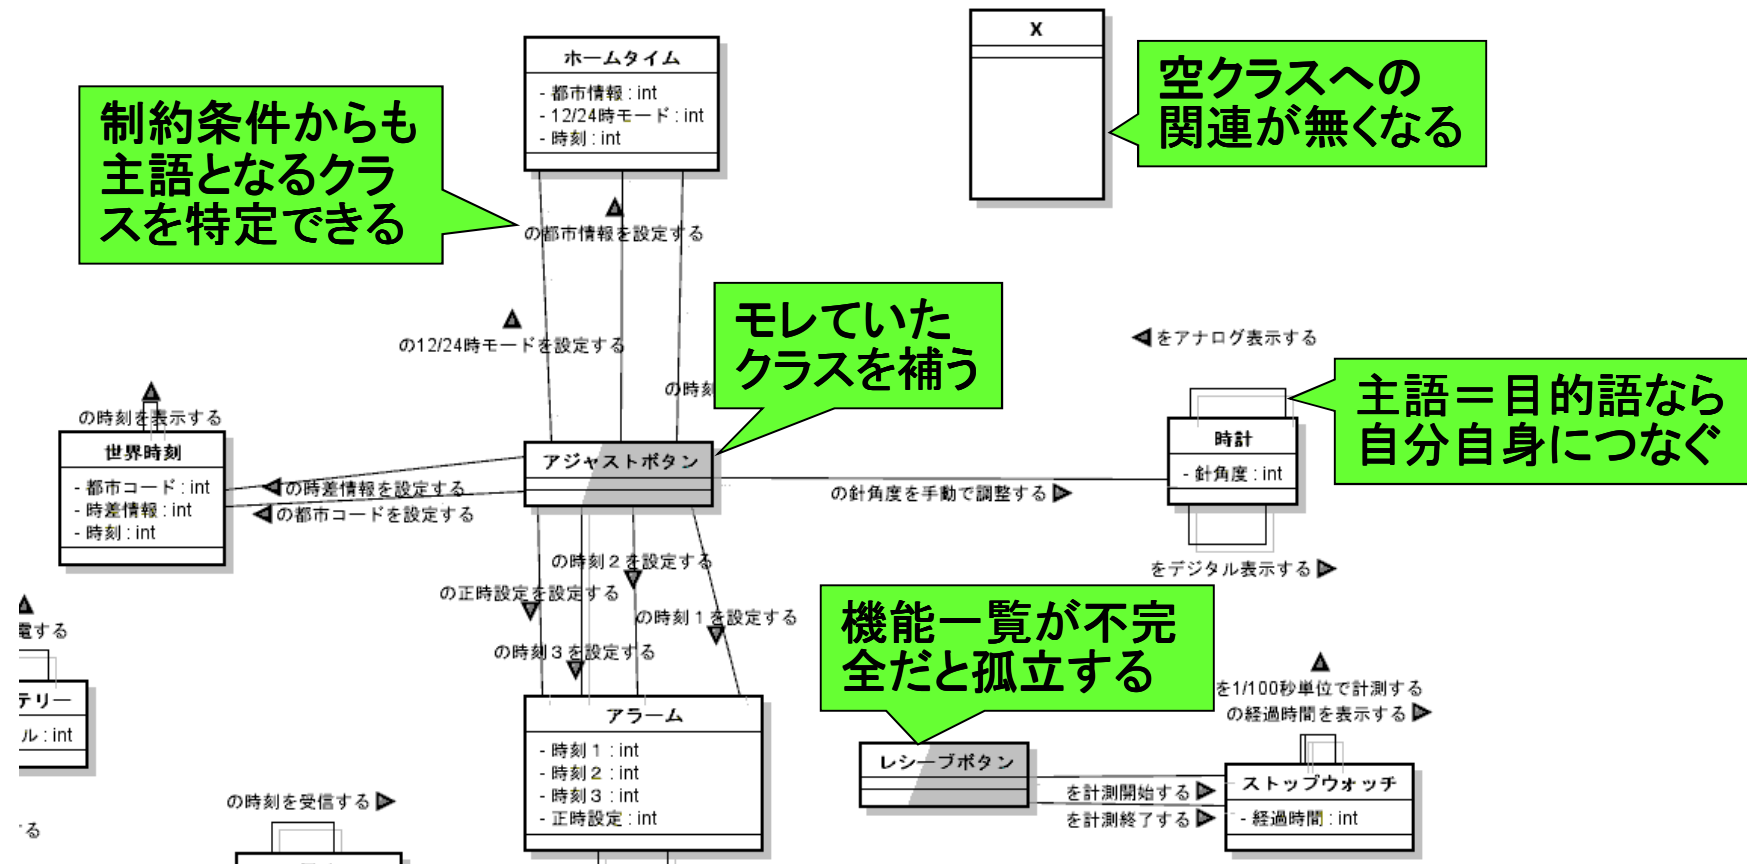 X
ホームタイム
- 都市情報 : int
- 12/24時モード : int
- 時刻 : int
空クラスへの
関連が無くなる
制約条件からも
主語となるクラ
スを特定できる
の都市情報を設定する
モレていた
クラスを補う
の12/24時モードを設定する
をアナログ表示する
の時刻
主語＝目的語なら
自分自身につなぐ
の時刻を表示する
世界時刻
- 都市コード : int
- 時差情報 : int
- 時刻 : int
アジャストボタン
時計
- 針角度 : int
の時差情報を設定する
の都市コードを設定する
の針角度を手動で調整する
の時刻２を設定する
をデジタル表示する
の正時設定を設定する
の時刻１を設定する
の時刻３を設定する
機能一覧が不完
全だと孤立する
電する
テリー
ル : int
を1/100秒単位で計測する
の経過時間を表示する
アラーム
- 時刻１ : int
- 時刻２ : int
- 時刻３ : int
- 正時設定 : int
レシーブボタン
ストップウォッチ
- 経過時間 : int
を計測開始する
を計測終了する
の時刻を受信する
る